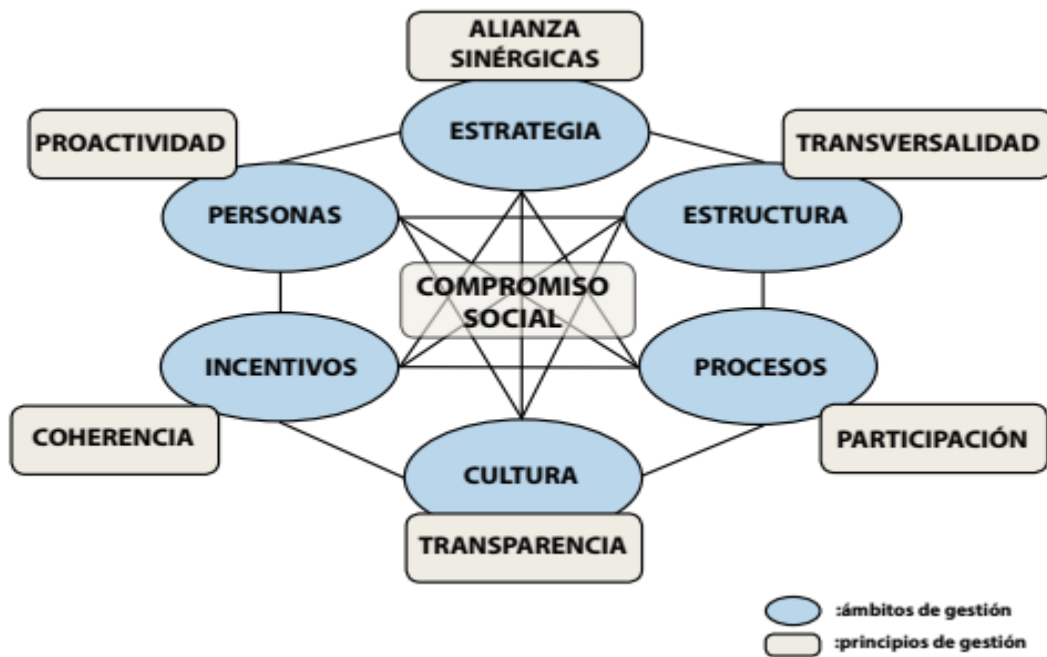 ALIANZA
SINÉRGICAS
ESTRATEGIA
PROACTIVIDAD
TRANSVERSALIDAD
PERSONAS
ESTRUCTURA
COMPROMISO
SOCIAL
INCENTIVOS
PROCESOS
COHERENCIA
PARTICIPACIÓN
CULTURA
TRANSPARENCIA
:ámbitos de gestión
:principios de gestión